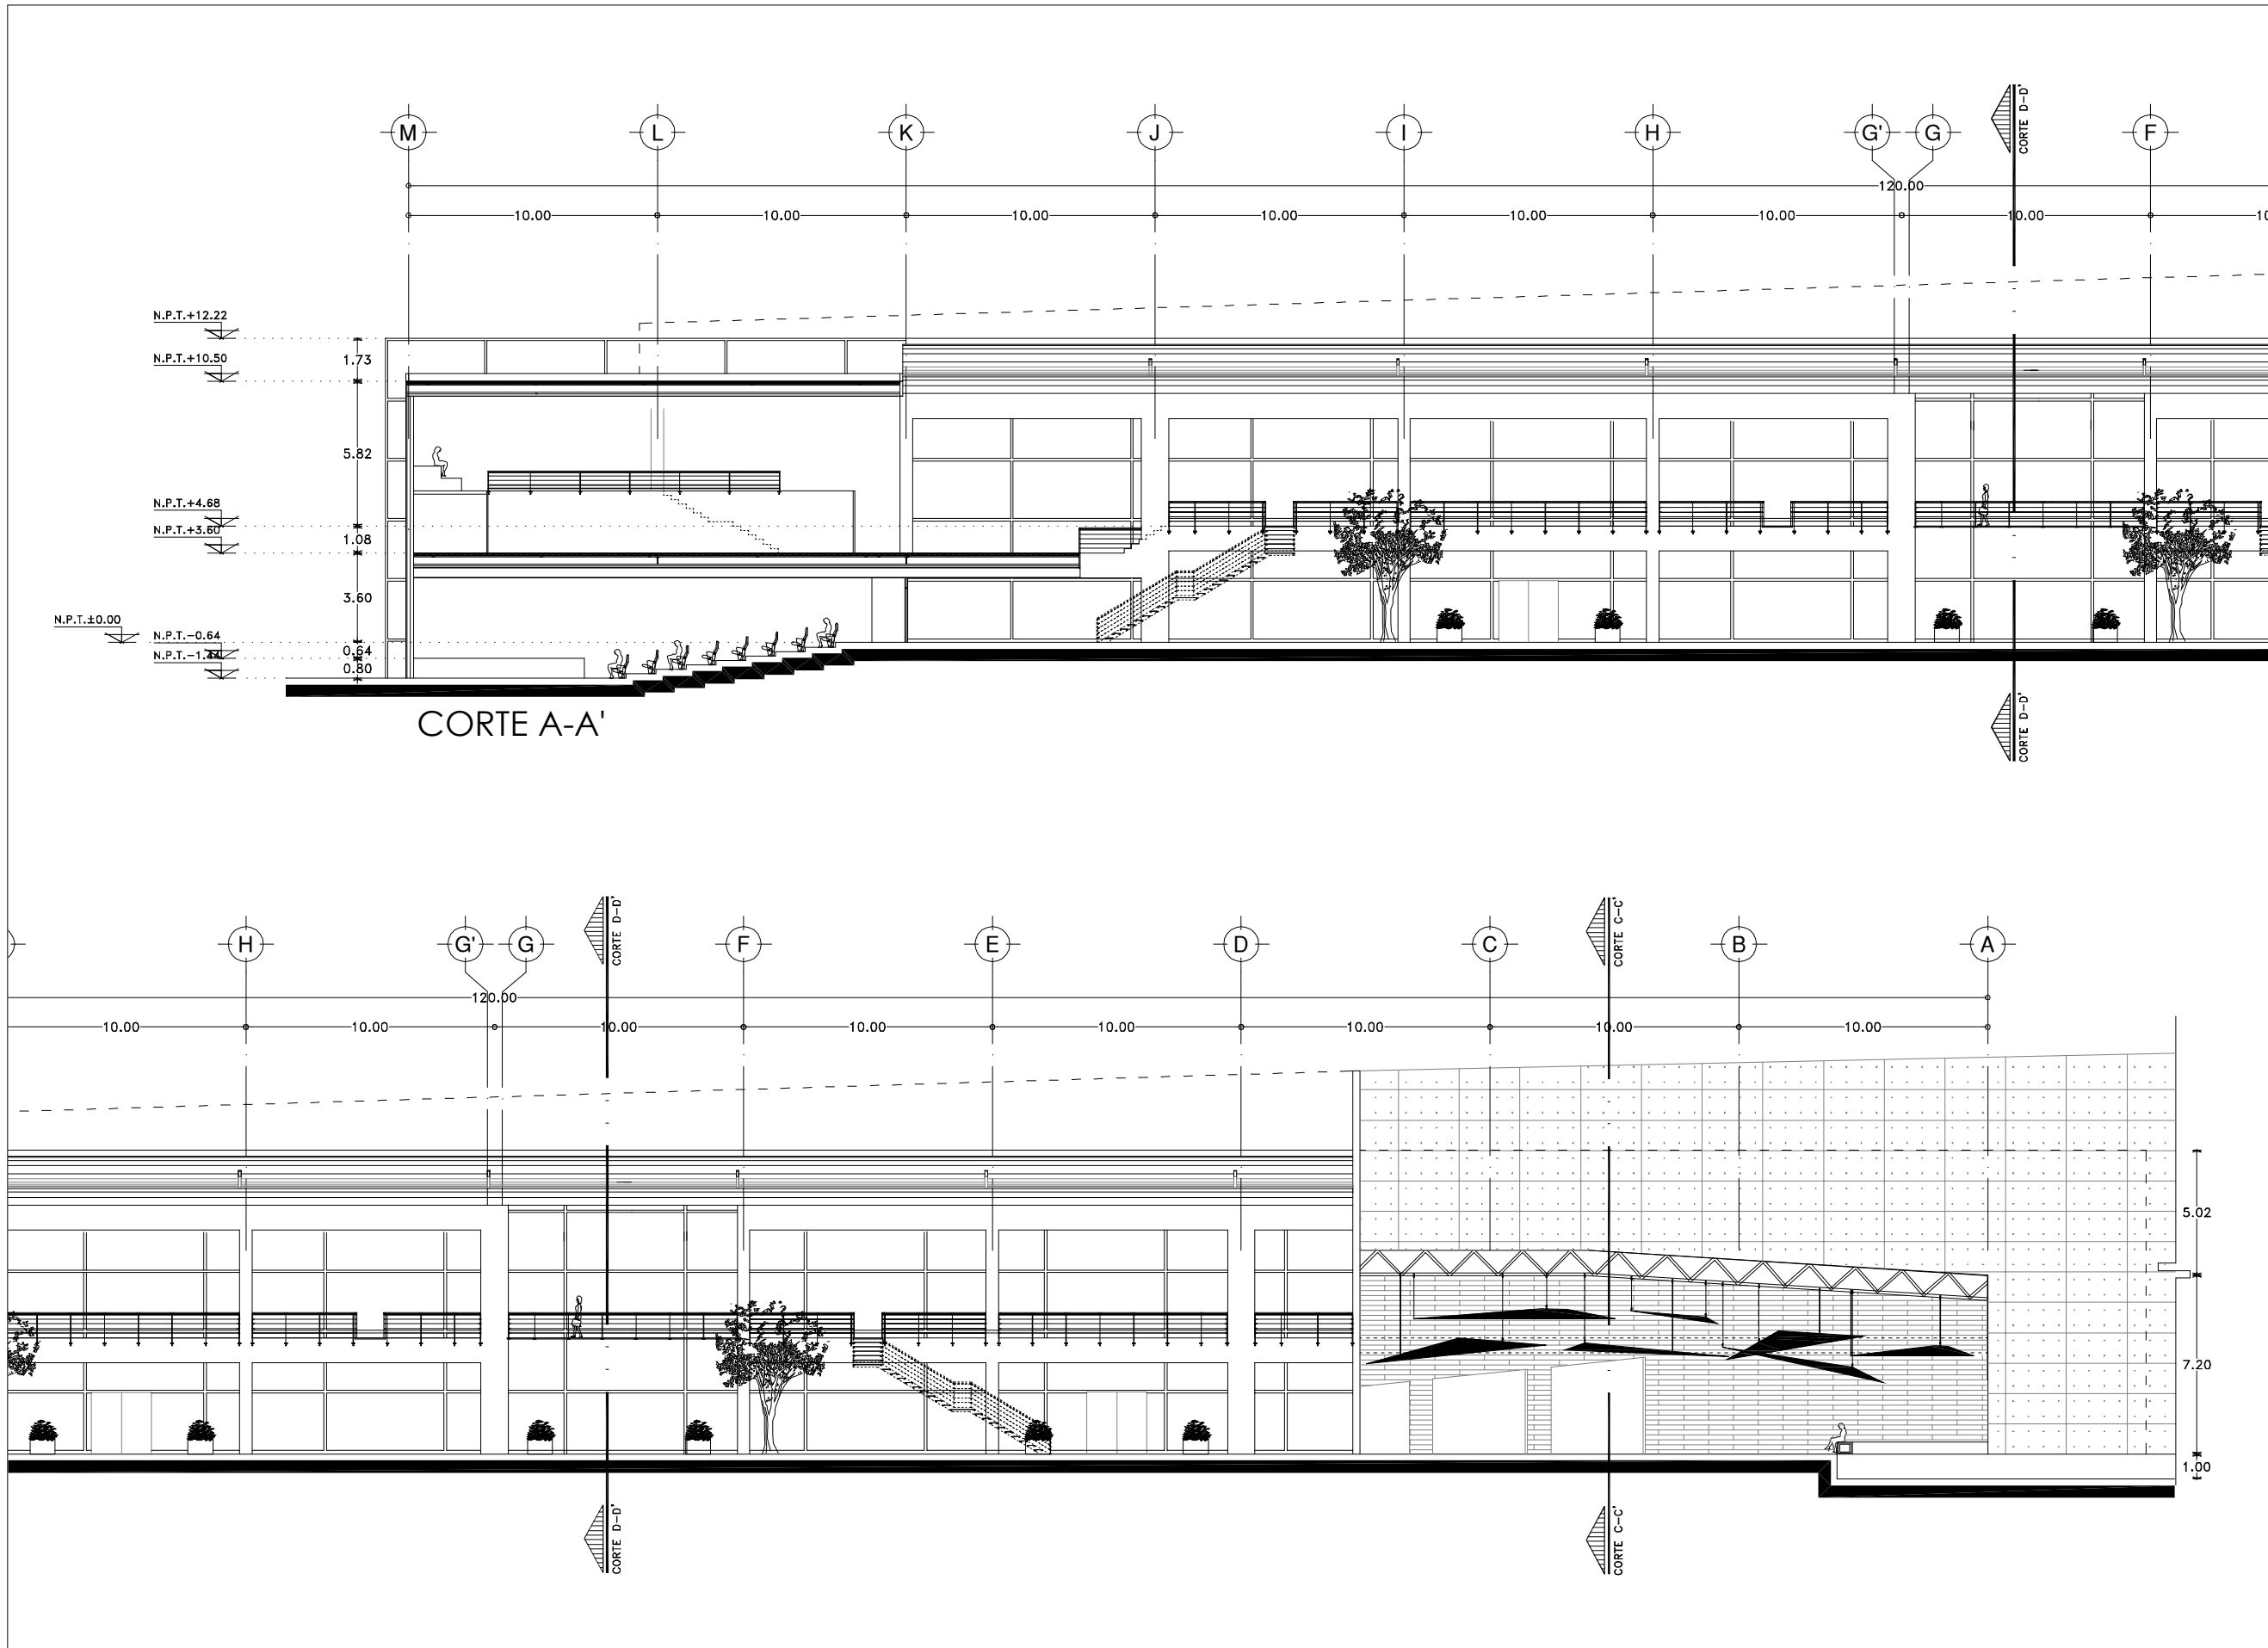 M L K J I H G' G F
CORTE D-D'
120.00
10.00 10.00 10.00 10.00 10.00 10.00 10.00
N.P.T.+12.22
1.73
N.P.T.+10.50
5.82
N.P.T.+4.68
1.08
N.P.T.+3.60
3.60
N.P.T.±0.00
N.P.T.-0.64
0.64
N.P.T.-1.44
0.80
CORTE A-A'
CORTE D-D'
CORTE D-D'
CORTE C-C'
H G' G F E D C B A
120.00
10.00 10.00 10.00 10.00 10.00 10.00 10.00 10.00
5.02
7.20
1.00
CORTE D-D'
CORTE C-C'